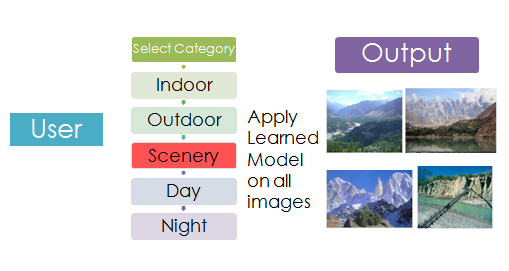 User
Select Category
Indoor
Outdoor
Scenery
Day
Night
Apply
Learned
Model
on all
images
Output